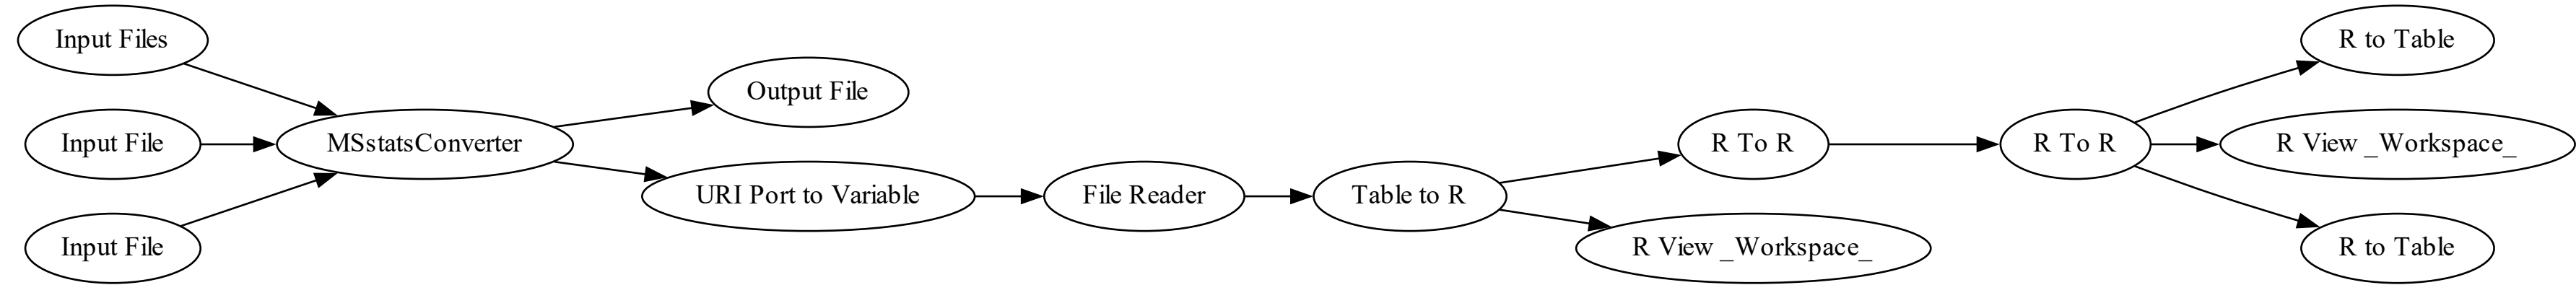 Input Files
Input File
Input File
MSstatsConverter
Output File
URI Port to Variable
File Reader
Table to R
R To R
R View _Workspace_
R To R
R to Table
R View _Workspace_
R to Table